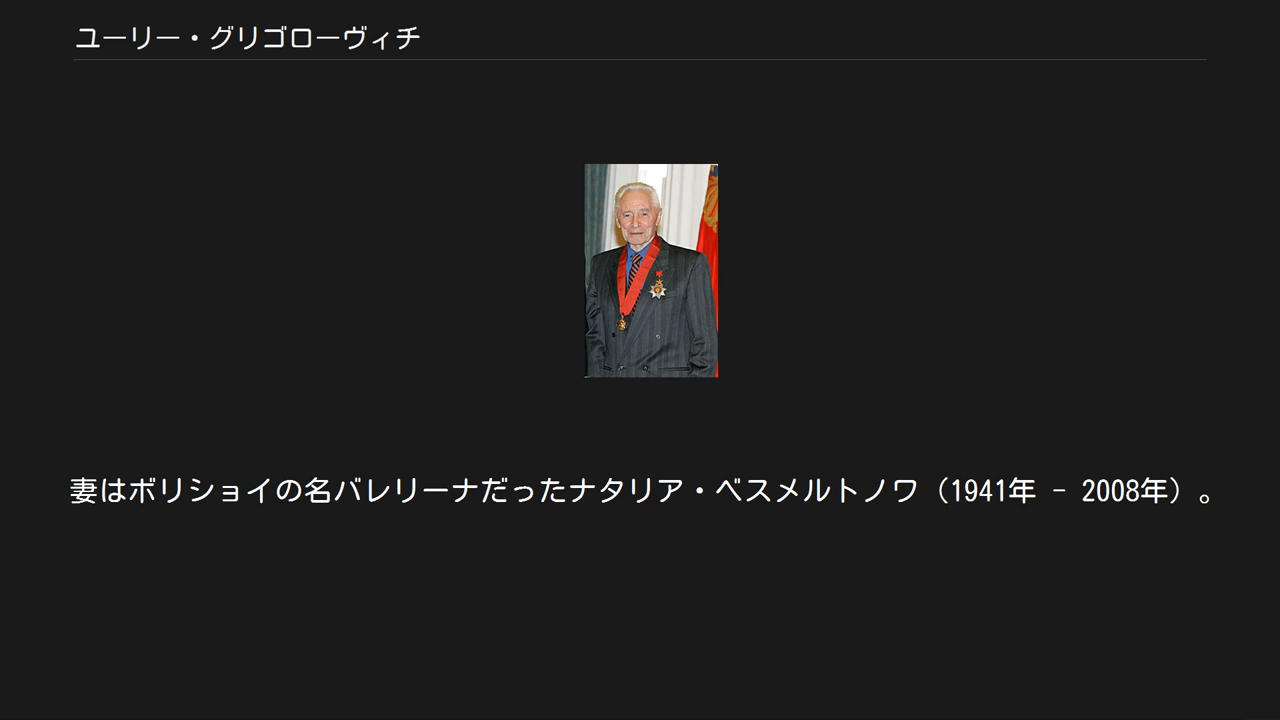 ユーリー・グリゴローヴィチ
妻はボリショイの名バレリーナだったナタリア・ベスメルトノワ（1941年 - 2008年）。